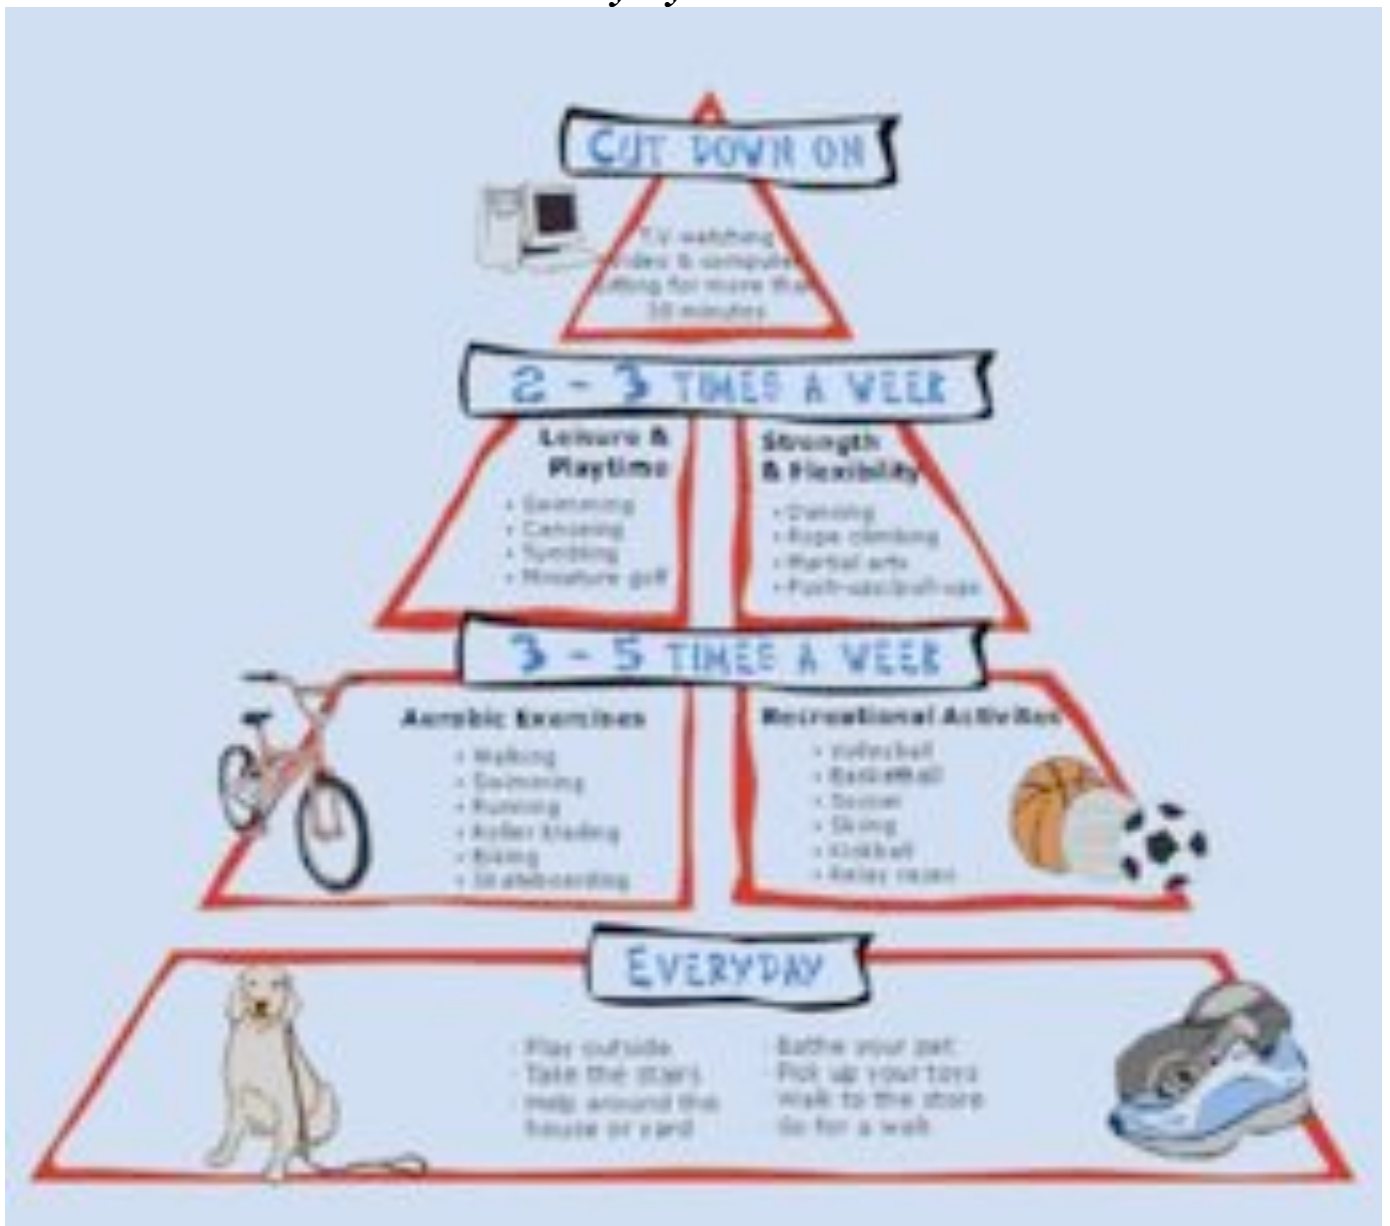 CUT DOWN ON
T.V. watching
video & computer
sitting for more than
30 minutes
2 - 3 TIMES A WEEK
Leisure &
Playtime
• Swimming
• Canoeing
• Tumbling
• Miniature golf
Strength
& Flexibility
• Dancing
• Rope climbing
• Martial arts
• Push-ups/pull-ups
3 - 5 TIMES A WEEK
Aerobic Exercises
• Walking
• Swimming
• Running
• Roller blading
• Biking
• Skateboarding
Recreational Activities
• Volleyball
• Basketball
• Soccer
• Skiing
• Kickball
• Relay races
EVERYDAY
Play outside
Take the stairs
Help around the
house or yard
Bathe your pet
Pick up your toys
Walk to the store
Go for a walk